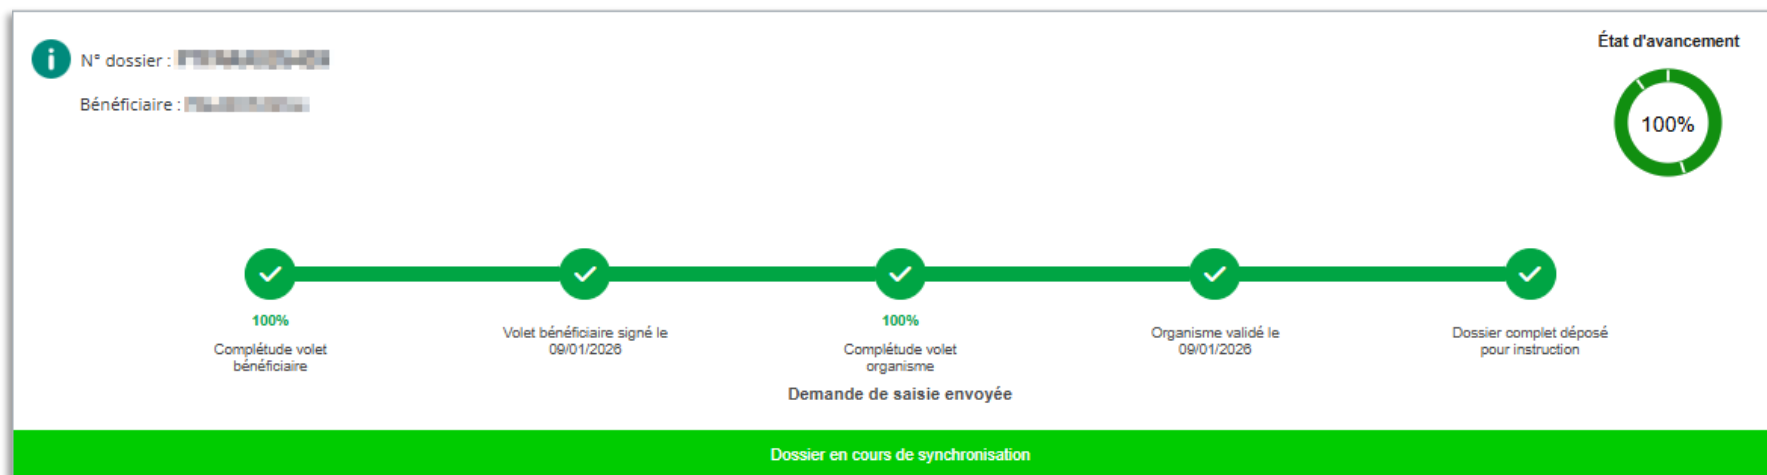 État d'avancement
i
N° dossier :
Bénéficiaire :
100%
100%
Complétude volet
bénéficiaire
Volet bénéficiaire signé le
09/01/2026
100%
Complétude volet
organisme
Organisme validé le
09/01/2026
Dossier complet déposé
pour instruction
Demande de saisie envoyée
Dossier en cours de synchronisation